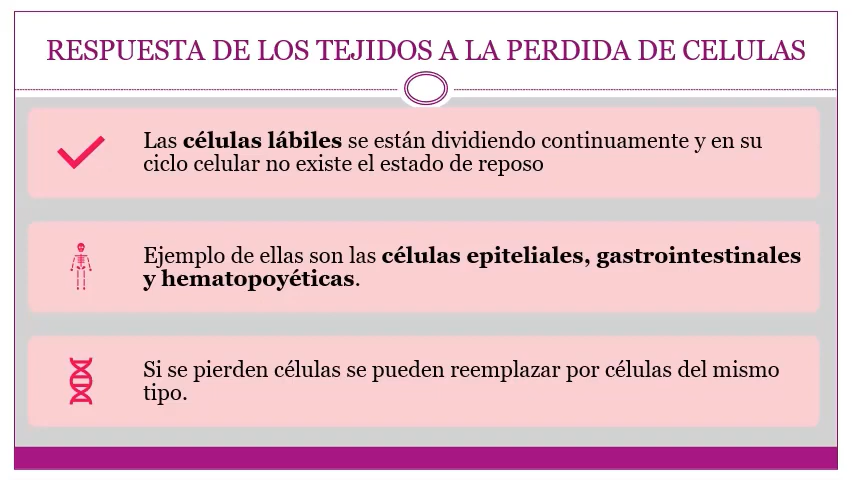 RESPUESTA DE LOS TEJIDOS A LA PERDIDA DE CELULAS
Las células lábiles se están dividiendo continuamente y en su
ciclo celular no existe el estado de reposo
Ejemplo de ellas son las células epiteliales, gastrointestinales
y hematopoyéticas.
Si se pierden células se pueden reemplazar por células del mismo
tipo.